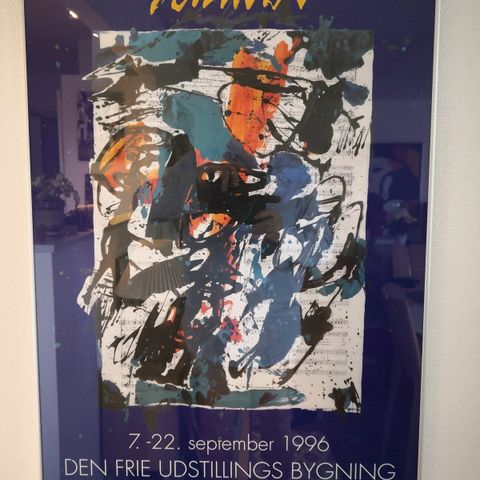 7.-22. september 1996
DEN FRIE UDSTILLINGS BYGNING